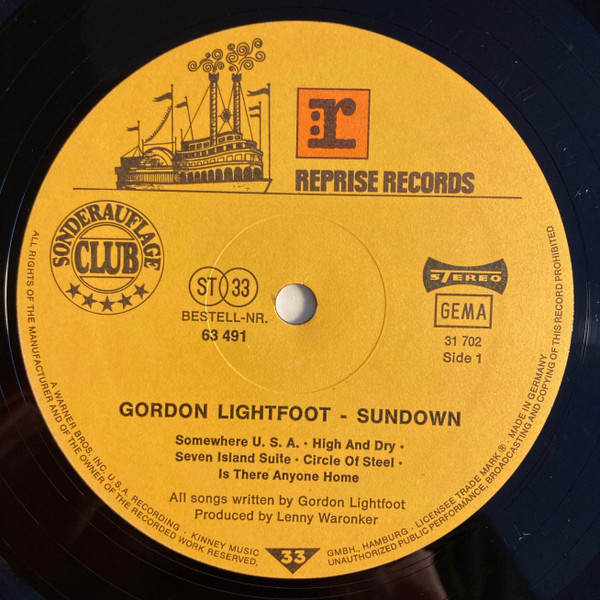 r
REPRISE RECORDS
SONDERAUFLAGE
CLUB
ST 33
BESTELL-NR.
63 491
STEREO
GEMA
31 702
Side 1
GORDON LIGHTFOOT - SUNDOWN
Somewhere U. S. A. · High And Dry ·
Seven Island Suite · Circle Of Steel ·
Is There Anyone Home
All songs written by Gordon Lightfoot
Produced by Lenny Waronker
ALL RIGHTS OF THE MANUFACTURER AND OF THE OWNER OF THE RECORDED WORK RESERVED.
A WARNER BROS. INC. U.S.A. RECORDING · KINNEY MUSIC
33
GMBH., HAMBURG · LICENSEE TRADE MARK ® · MADE IN GERMANY
UNAUTHORIZED PUBLIC PERFORMANCE, BROADCASTING AND COPYING OF THIS RECORD PROHIBITED